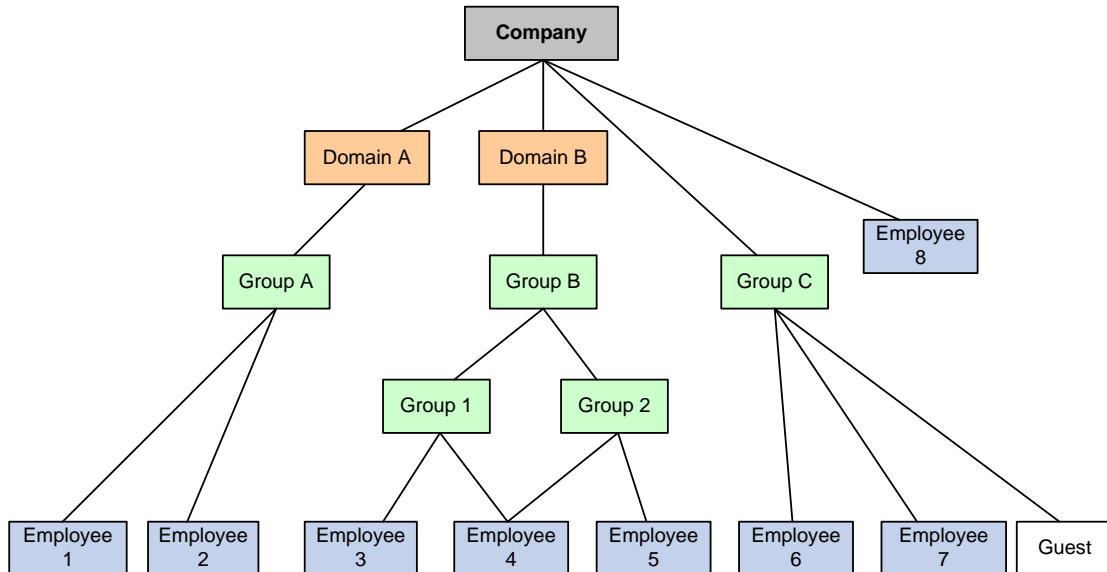 Company
Domain A
Domain B
Employee
8
Group A
Group B
Group C
Group 1
Group 2
Employee
1
Employee
2
Employee
3
Employee
4
Employee
5
Employee
6
Employee
7
Guest